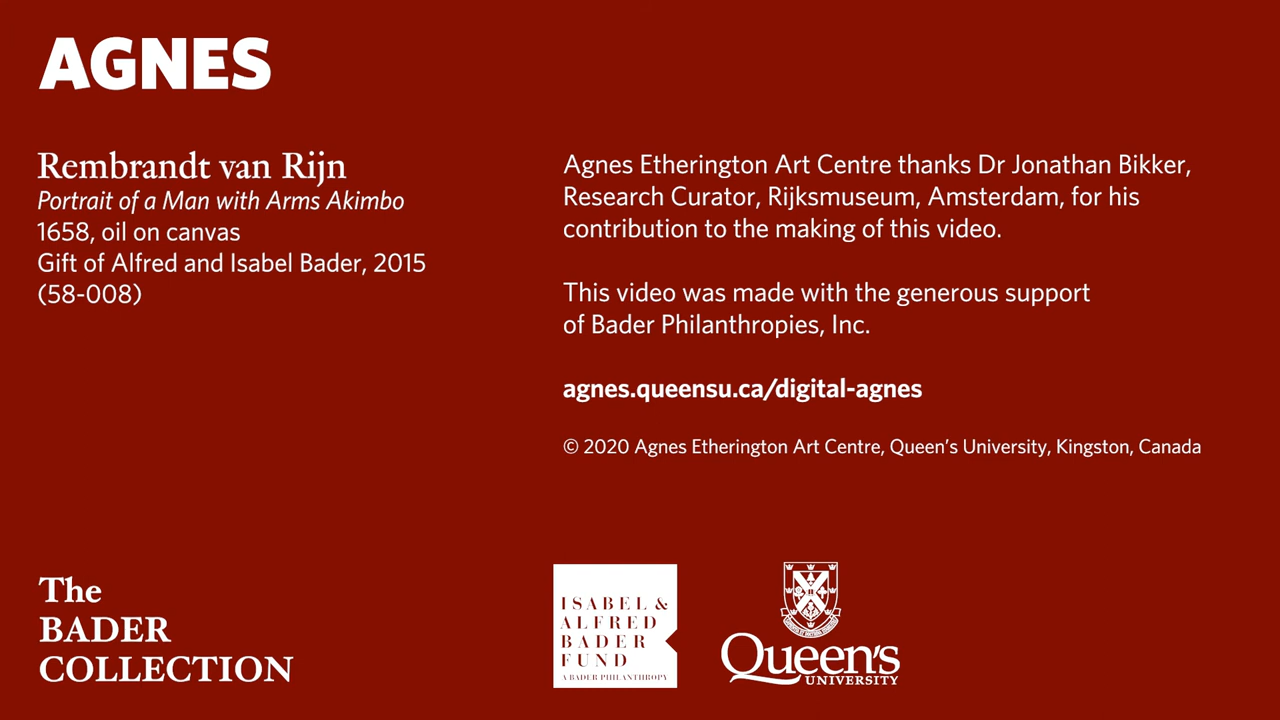 AGNES
Rembrandt van Rijn
Portrait of a Man with Arms Akimbo
1658, oil on canvas
Gift of Alfred and Isabel Bader, 2015
(58-008)
Agnes Etherington Art Centre thanks Dr Jonathan Bikker,
Research Curator, Rijksmuseum, Amsterdam, for his
contribution to the making of this video.
This video was made with the generous support
of Bader Philanthropies, Inc.
agnes.queensu.ca/digital-agnes
© 2020 Agnes Etherington Art Centre, Queen’s University, Kingston, Canada
The
BADER
COLLECTION
ISABEL &
ALFRED
BADER
FUND
A BADER PHILANTHROPY
Queen's
UNIVERSITY